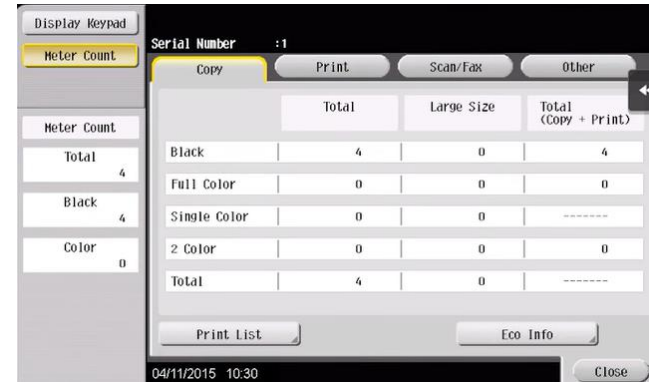 Display Keypad
Meter Count
Serial Number :1
Copy Print Scan/Fax Other
Total Large Size Total
(Copy + Print)
Black 4 0 4
Full Color 0 0 0
Single Color 0 0 -------
2 Color 0 0 0
Total 4 0 -------
Meter Count
Total
4
Black
4
Color
0
Print List Eco Info
04/11/2015 10:30 Close